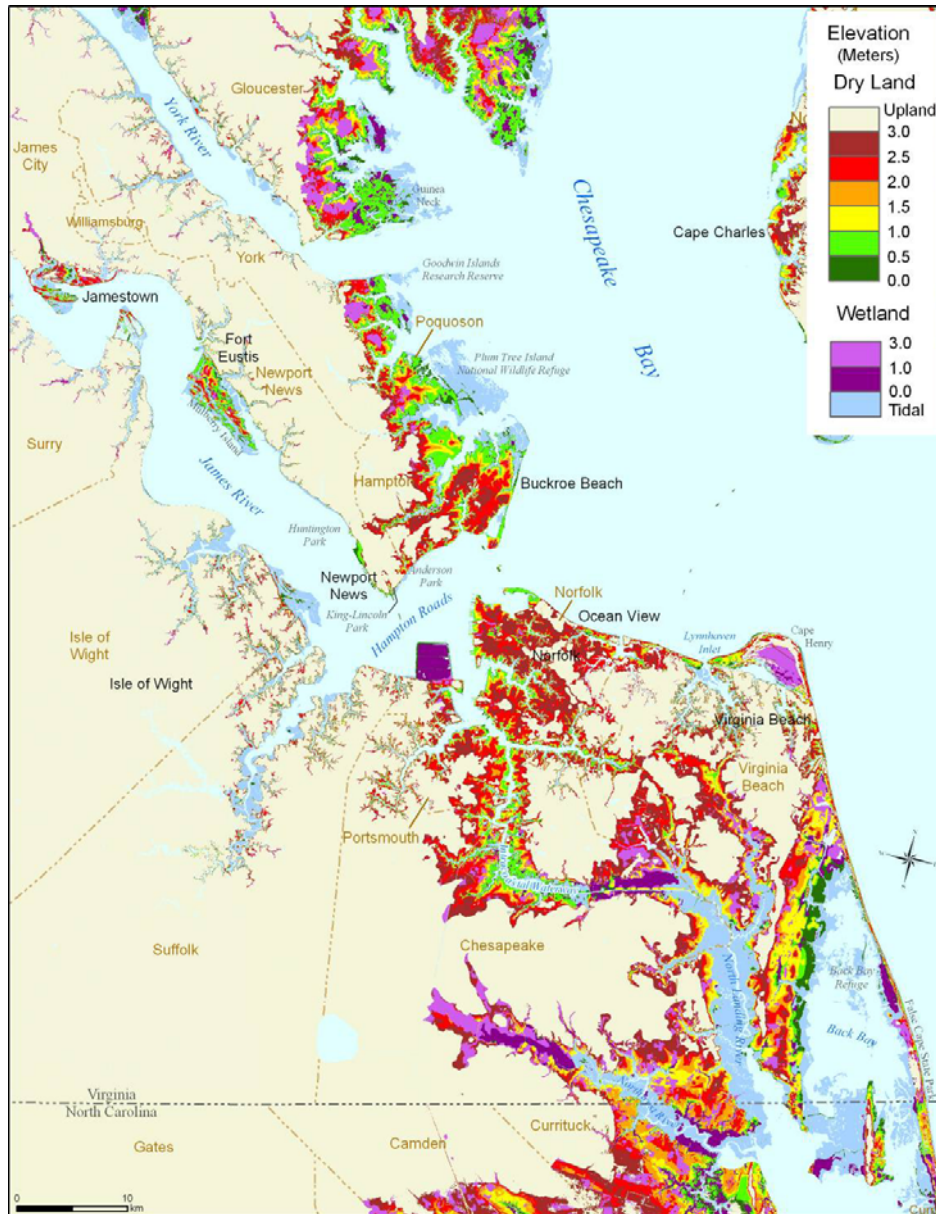 Elevation
(Meters)
Dry Land
Upland
3.0
2.5
2.0
1.5
1.0
0.5
0.0
Wetland
3.0
1.0
0.0
Tidal
Gloucester
York River
James
City
Williamsburg
York
Guinea
Neck
Chesapeake
Bay
Cape Charles
Goodwin Islands
Research Reserve
Jamestown
Poquoson
Fort
Eustis
Newport
News
Plum Tree Island
National Wildlife Refuge
Mulberry Island
Surry
James River
Hampton
Buckroe Beach
Huntington
Park
Anderson
Park
Newport
News
King-Lincoln
Park
Hampton Roads
Norfolk
Ocean View
Norfolk
Lynnhaven
Inlet
Cape
Henry
Isle of
Wight
Isle of Wight
Virginia Beach
Virginia
Beach
Portsmouth
Waterway
Suffolk
Chesapeake
North Landing River
Back Bay
Refuge
Back Bay
False Cape State Park
Virginia
North Carolina
Gates
Camden
Currituck
0
10
km